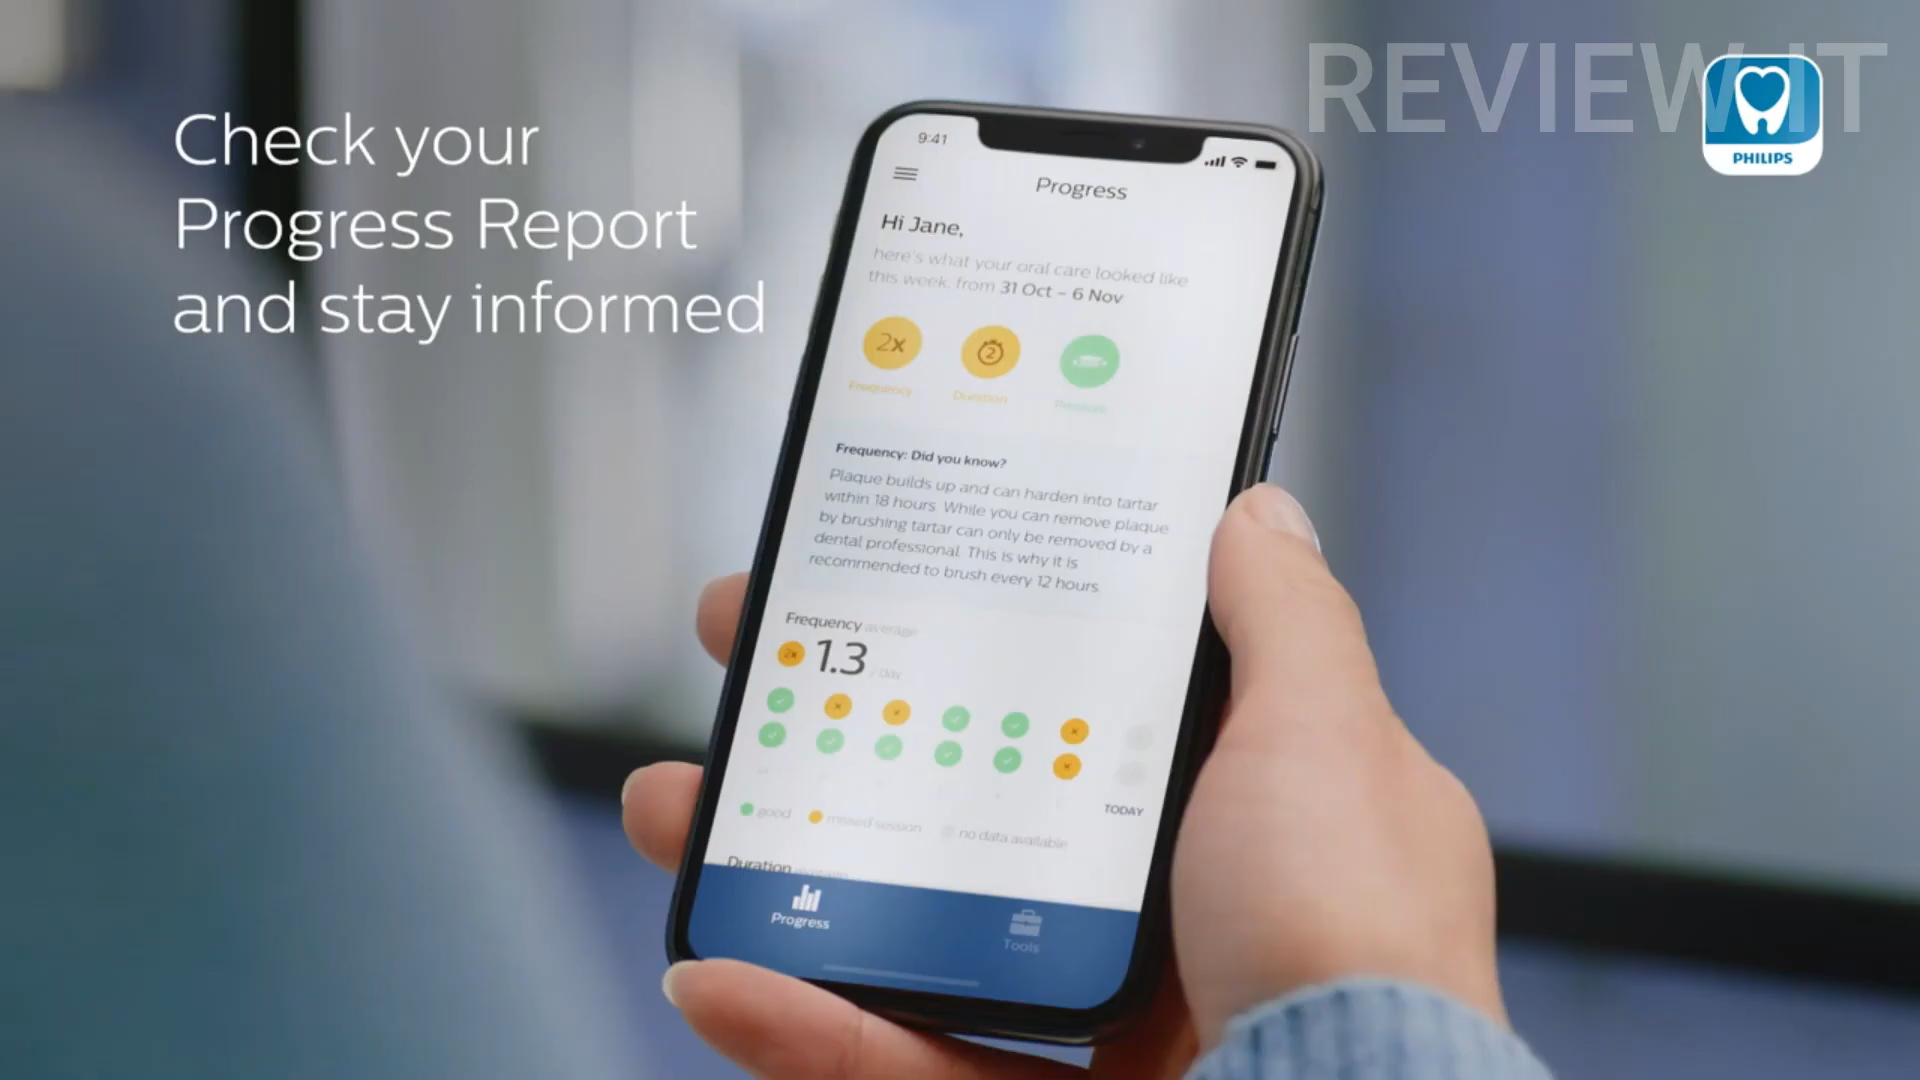 Check your
Progress Report
and stay informed
REVIEW IT
PHILIPS
9:41
Progress
Hi Jane,
here's what your oral care looked like
this week, from 31 Oct – 6 Nov
2x
2
Frequency
Duration
Pressure
Frequency: Did you know?
Plaque builds up and can harden into tartar
within 18 hours. While you can remove plaque
by brushing tartar can only be removed by a
dental professional. This is why it is
recommended to brush every 12 hours.
Frequency average
2x 1.3 / day
TODAY
good missed session no data available
Duration average
Progress
Tools